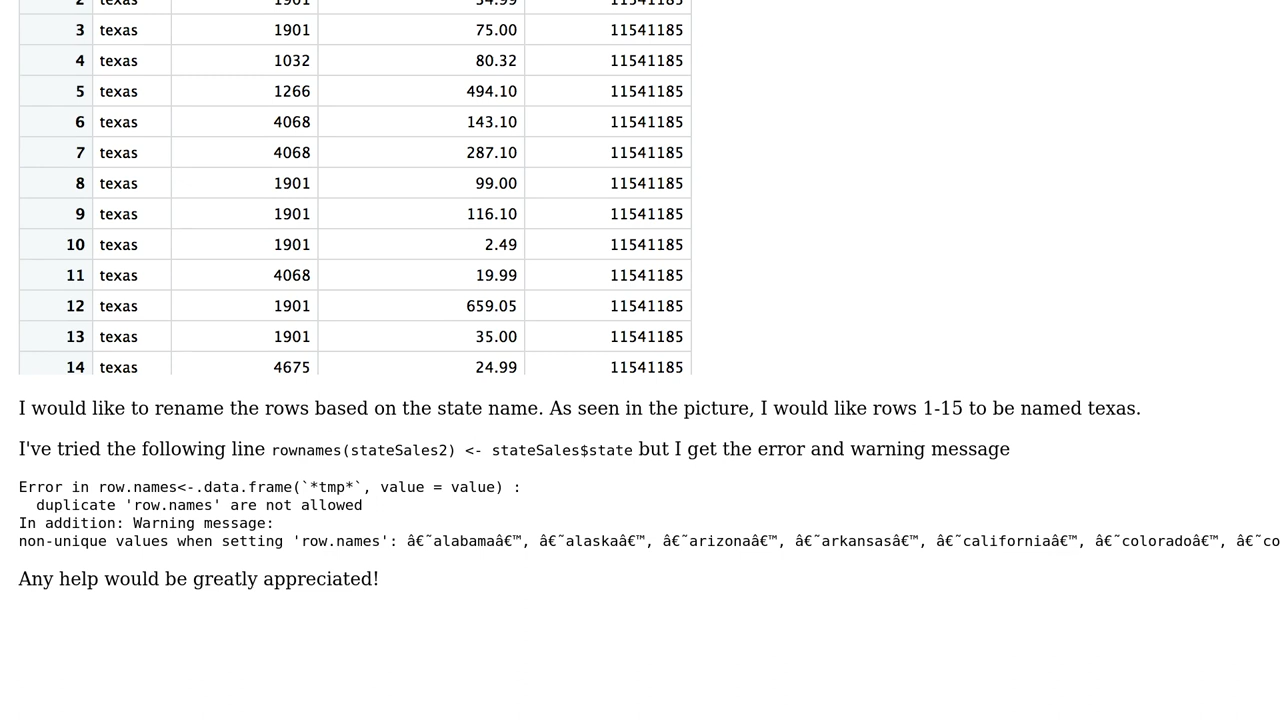 2 texas 1901 54.99 11541185
3 texas 1901 75.00 11541185
4 texas 1032 80.32 11541185
5 texas 1266 494.10 11541185
6 texas 4068 143.10 11541185
7 texas 4068 287.10 11541185
8 texas 1901 99.00 11541185
9 texas 1901 116.10 11541185
10 texas 1901 2.49 11541185
11 texas 4068 19.99 11541185
12 texas 1901 659.05 11541185
13 texas 1901 35.00 11541185
14 texas 4675 24.99 11541185
I would like to rename the rows based on the state name. As seen in the picture, I would like rows 1-15 to be named texas.
I've tried the following line rownames(stateSales2) <- stateSales$state but I get the error and warning message
Error in row.names<-.data.frame(`*tmp*`, value = value) :
duplicate 'row.names' are not allowed
In addition: Warning message:
non-unique values when setting 'row.names': â€˜alabamaâ€™, â€˜alaskaâ€™, â€˜arizonaâ€™, â€˜arkansasâ€™, â€˜californiaâ€™, â€˜coloradoâ€™, â€˜co
Any help would be greatly appreciated!